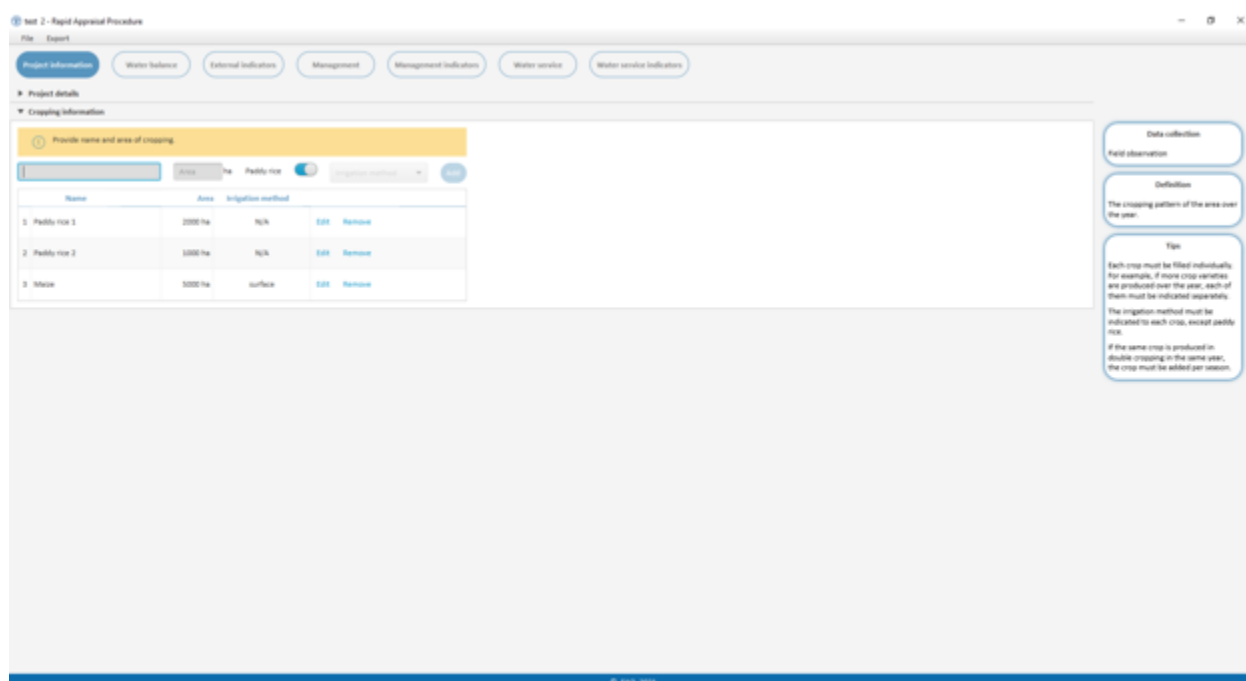 test 2 - Rapid Appraisal Procedure
File Export
Project information Water balance External indicators Management Management indicators Water service Water service indicators
Project details
Cropping information
Provide name and area of cropping.
Area ha Paddy rice Irrigation method Add
Name Area Irrigation method
1 Paddy rice 1 2000 ha N/A Edit Remove
2 Paddy rice 2 1000 ha N/A Edit Remove
3 Maize 5000 ha surface Edit Remove
Data collection
Field observation
Definition
The cropping pattern of the area over
the year.
Tips
Each crop must be filled individually.
For example, if more crop varieties
are produced over the year, each of
them must be indicated separately.
The irrigation method must be
indicated to each crop, except paddy
rice.
If the same crop is produced in
double cropping in the same year,
the crop must be added per season.